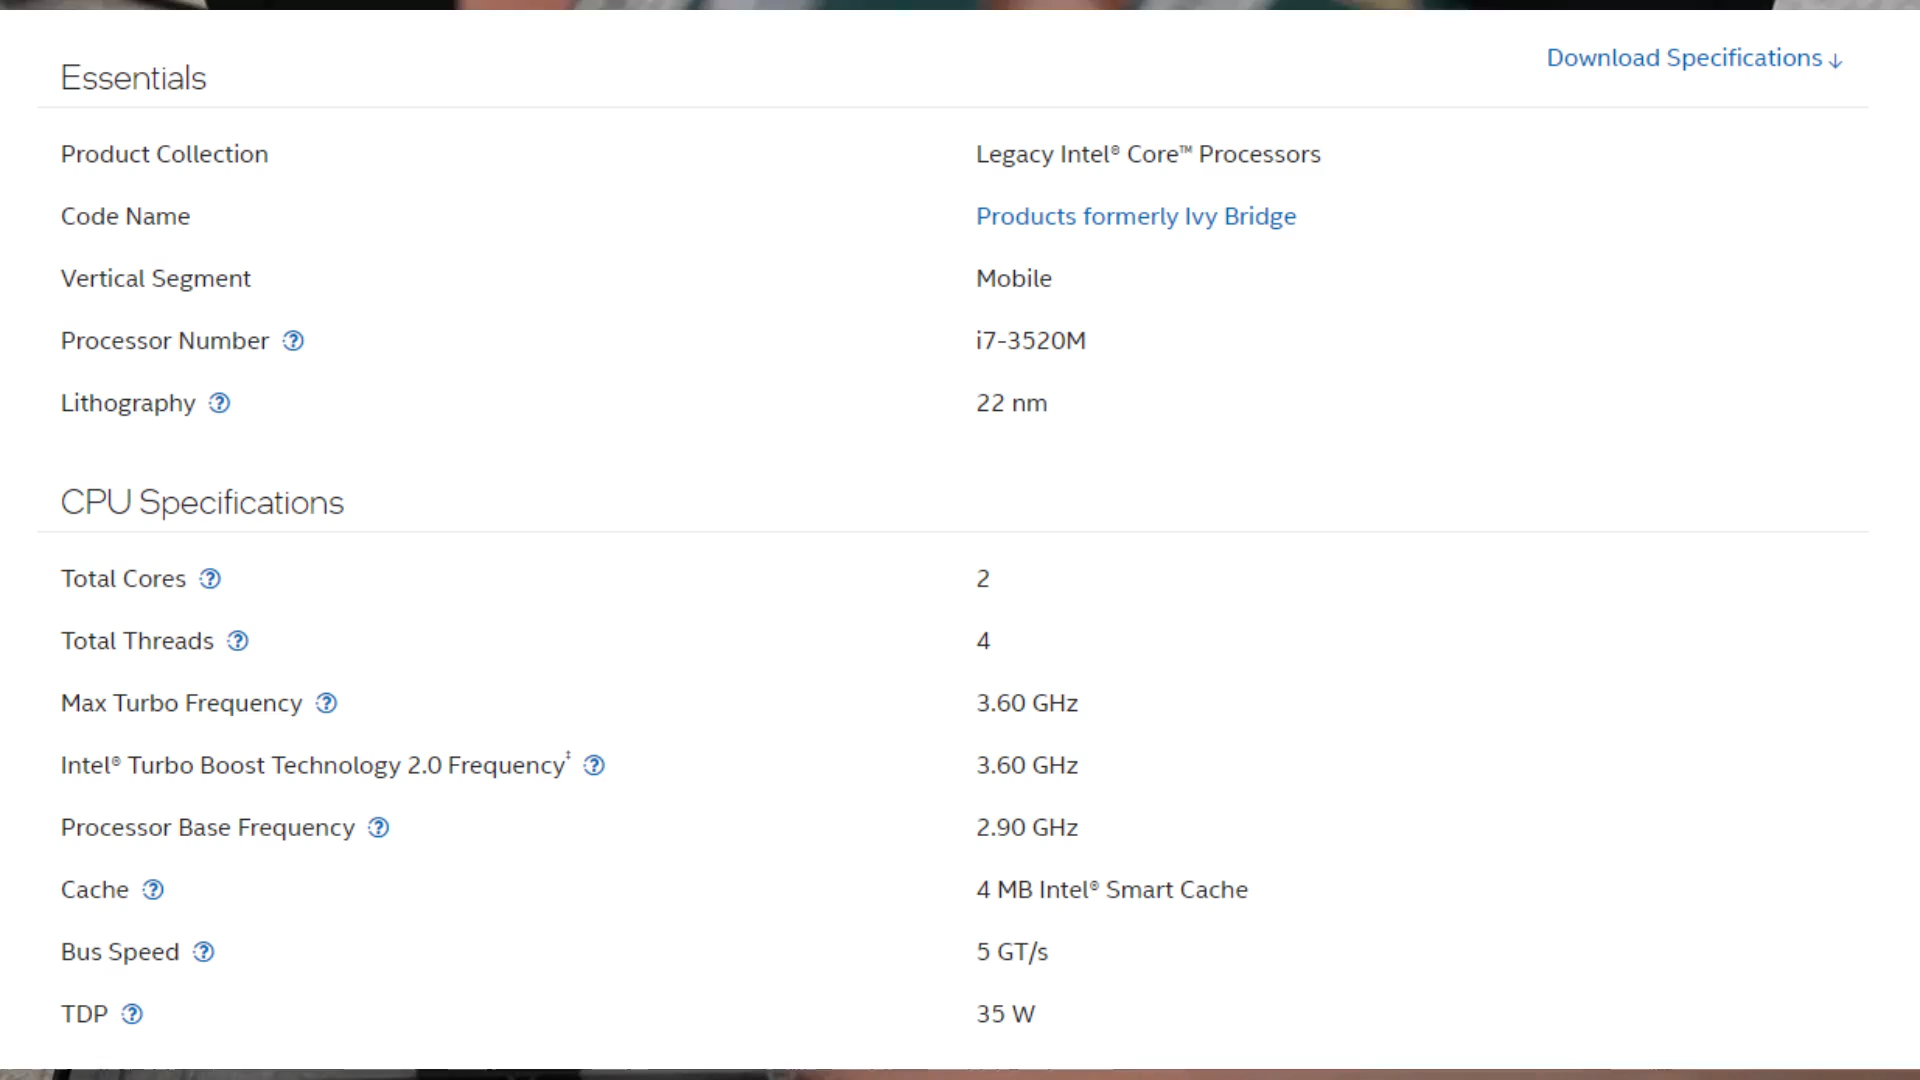 Download Specifications ↓
Essentials
Product Collection Legacy Intel® Core™ Processors
Code Name Products formerly Ivy Bridge
Vertical Segment Mobile
Processor Number ? i7-3520M
Lithography ? 22 nm
CPU Specifications
Total Cores ? 2
Total Threads ? 4
Max Turbo Frequency ? 3.60 GHz
Intel® Turbo Boost Technology 2.0 Frequency‡ ? 3.60 GHz
Processor Base Frequency ? 2.90 GHz
Cache ? 4 MB Intel® Smart Cache
Bus Speed ? 5 GT/s
TDP ? 35 W